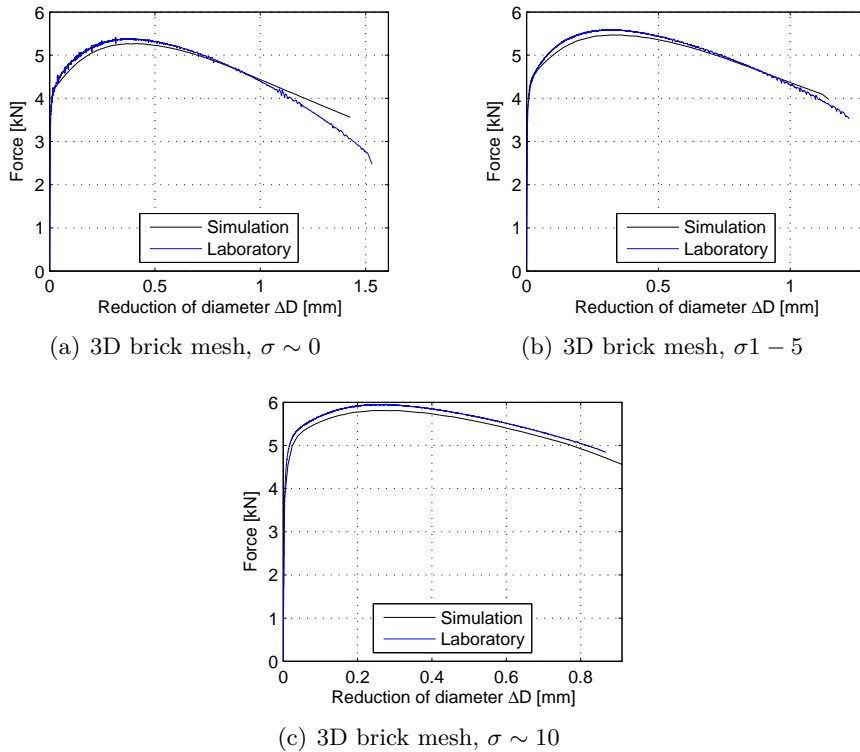 6
5
4
3
2
1
0
Force [kN]
Simulation
Laboratory
0 0.5 1 1.5
Reduction of diameter ΔD [mm]
(a) 3D brick mesh, σ ∼ 0
6
5
4
3
2
1
0
Force [kN]
Simulation
Laboratory
0 0.5 1
Reduction of diameter ΔD [mm]
(b) 3D brick mesh, σ1 − 5
6
5
4
3
2
1
0
Force [kN]
Simulation
Laboratory
0 0.2 0.4 0.6 0.8
Reduction of diameter ΔD [mm]
(c) 3D brick mesh, σ ∼ 10